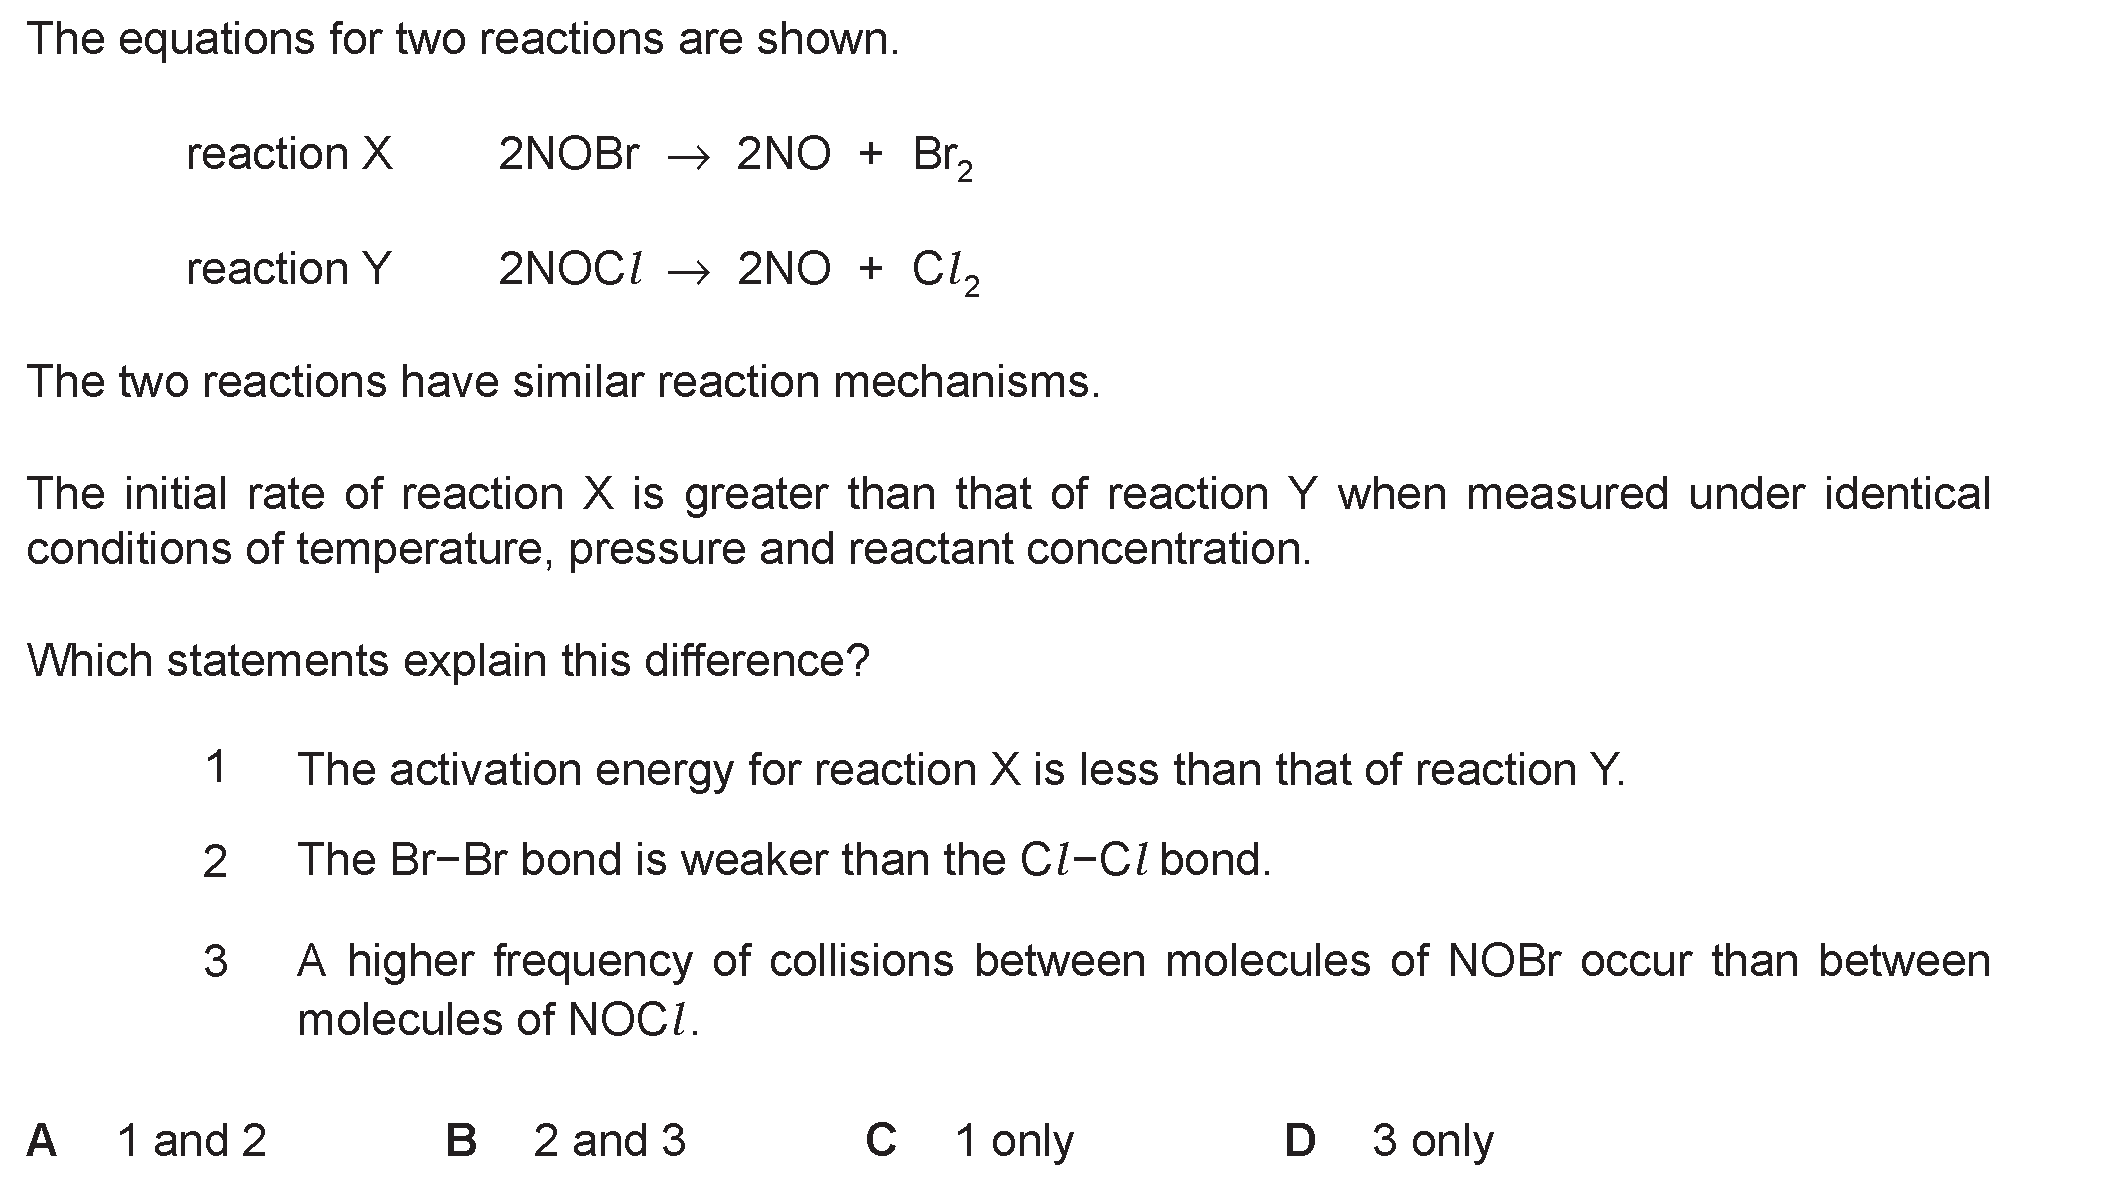 The equations for two reactions are shown.
reaction X 2NOBr → 2NO + Br₂
reaction Y 2NOCl → 2NO + Cl₂
The two reactions have similar reaction mechanisms.
The initial rate of reaction X is greater than that of reaction Y when measured under identical
conditions of temperature, pressure and reactant concentration.
Which statements explain this difference?
1 The activation energy for reaction X is less than that of reaction Y.
2 The Br–Br bond is weaker than the Cl–Cl bond.
3 A higher frequency of collisions between molecules of NOBr occur than between
molecules of NOCl.
A 1 and 2 B 2 and 3 C 1 only D 3 only